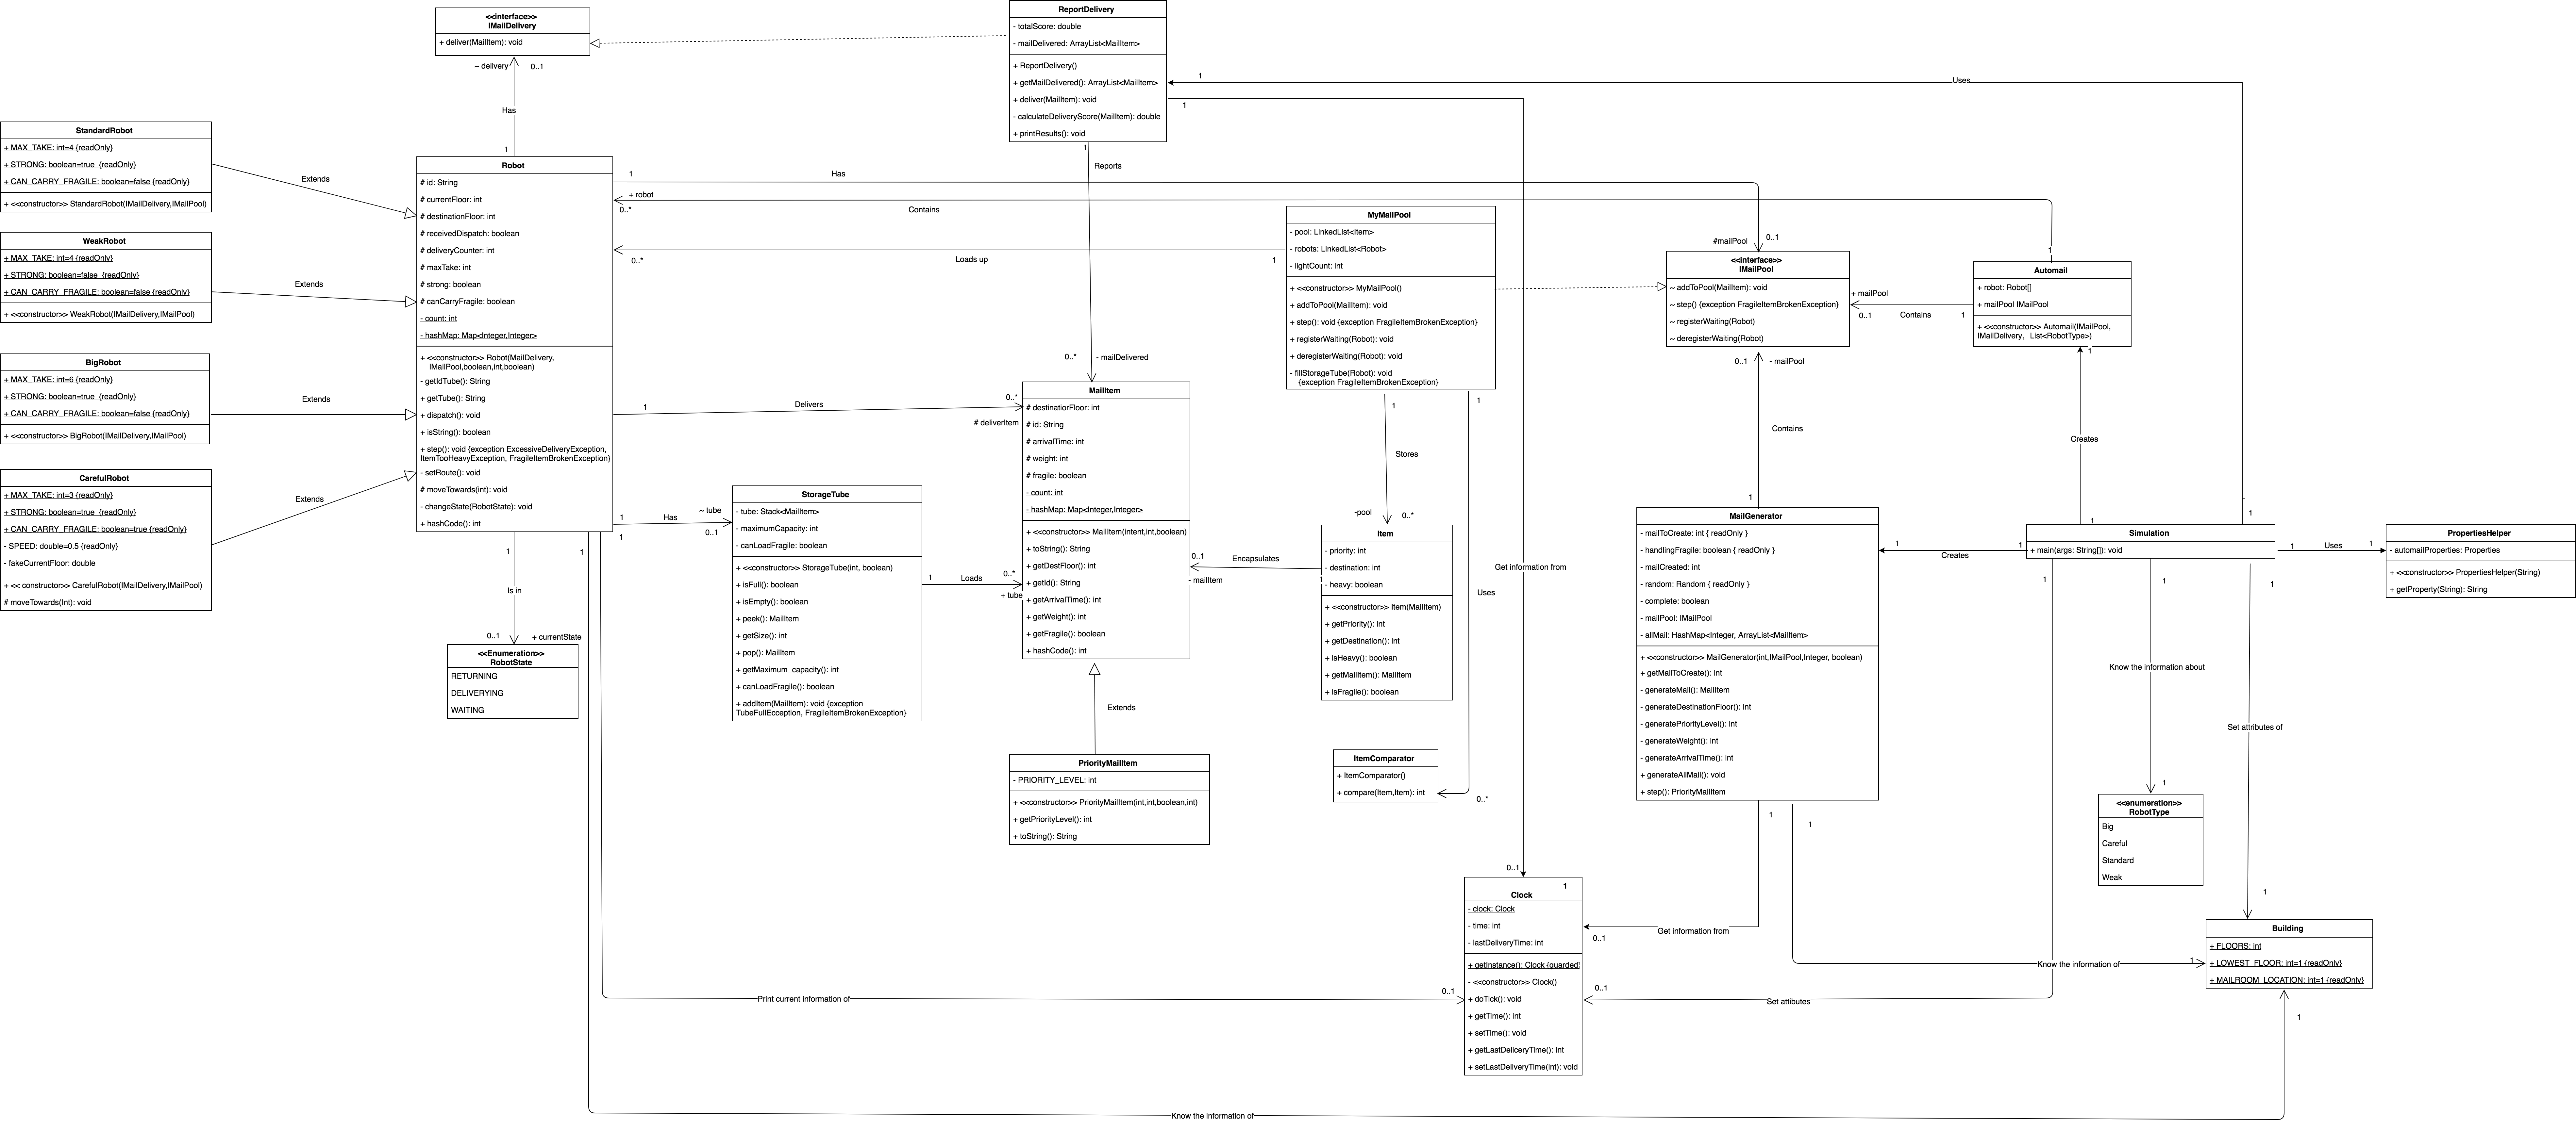 <<interface>>
IMailDelivery
+ deliver(MailItem): void
~ delivery
0..1
Has
1
ReportDelivery
- totalScore: double
- mailDelivered: ArrayList<MailItem>
+ ReportDelivery()
+ getMailDelivered(): ArrayList<MailItem>
+ deliver(MailItem): void
- calculateDeliveryScore(MailItem): double
+ printResults(): void
1
Uses
1
1
Reports
StandardRobot
+ MAX_TAKE: int=4 {readOnly}
+ STRONG: boolean=true  {readOnly}
+ CAN_CARRY_FRAGILE: boolean=false {readOnly}
+ <<constructor>> StandardRobot(IMailDelivery,IMailPool)
Extends
WeakRobot
+ MAX_TAKE: int=4 {readOnly}
+ STRONG: boolean=false  {readOnly}
+ CAN_CARRY_FRAGILE: boolean=false {readOnly}
+ <<constructor>> WeakRobot(IMailDelivery,IMailPool)
Extends
BigRobot
+ MAX_TAKE: int=6 {readOnly}
+ STRONG: boolean=true  {readOnly}
+ CAN_CARRY_FRAGILE: boolean=false {readOnly}
+ <<constructor>> BigRobot(IMailDelivery,IMailPool)
Extends
CarefulRobot
+ MAX_TAKE: int=3 {readOnly}
+ STRONG: boolean=true  {readOnly}
+ CAN_CARRY_FRAGILE: boolean=true {readOnly}
- SPEED: double=0.5 {readOnly}
- fakeCurrentFloor: double
+ << constructor>> CarefulRobot(IMailDelivery,IMailPool)
# moveTowards(Int): void
Extends
Robot
# id: String
# currentFloor: int
# destinationFloor: int
# receivedDispatch: boolean
# deliveryCounter: int
# maxTake: int
# strong: boolean
# canCarryFragile: boolean
- count: int
- hashMap: Map<Integer,Integer>
+ <<constructor>> Robot(MailDelivery,
IMailPool,boolean,int,boolean)
- getIdTube(): String
+ getTube(): String
+ dispatch(): void
+ isString(): boolean
+ step(): void {exception ExcessiveDeliveryException,
ItemTooHeavyException, FragileItemBrokenException}
- setRoute(): void
# moveTowards(int): void
- changeState(RobotState): void
+ hashCode(): int
1
Has
+ robot
0..*
Contains
0..*
Loads up
1
1
Delivers
0..*
# deliverItem
1
Has
~ tube
0..1
1
1
1
Is in
0..1
+ currentState
<<Enumeration>>
RobotState
RETURNING
DELIVERYING
WAITING
StorageTube
- tube: Stack<MailItem>
- maximumCapacity: int
- canLoadFragile: boolean
+ <<constructor>> StorageTube(int, boolean)
+ isFull(): boolean
+ isEmpty(): boolean
+ peek(): MailItem
+ getSize(): int
+ pop(): MailItem
+ getMaximum_capacity(): int
+ canLoadFragile(): boolean
+ addItem(MailItem): void {exception
TubeFullEcception, FragileItemBrokenException}
1
Loads
0..*
+ tube
0..*
- mailDelivered
MailItem
# destinatiorFloor: int
# id: String
# arrivalTime: int
# weight: int
# fragile: boolean
- count: int
- hashMap: Map<Integer,Integer>
+ <<constructor>> MailItem(intent,int,boolean)
+ toString(): String
+ getDestFloor(): int
+ getId(): String
+ getArrivalTime(): int
+ getWeight(): int
+ getFragile(): boolean
+ hashCode(): int
Extends
PriorityMailItem
- PRIORITY_LEVEL: int
+ <<constructor>> PriorityMailItem(int,int,boolean,int)
+ getPriorityLevel(): int
+ toString(): String
MyMailPool
- pool: LinkedList<Item>
- robots: LinkedList<Robot>
- lightCount: int
+ <<constructor>> MyMailPool()
+ addToPool(MailItem): void
+ step(): void {exception FragileItemBrokenException}
+ registerWaiting(Robot): void
+ deregisterWaiting(Robot): void
- fillStorageTube(Robot): void
{exception FragileItemBrokenException}
1
1
Stores
-pool
0..*
Item
- priority: int
- destination: int
- heavy: boolean
+ <<constructor>> Item(MailItem)
+ getPriority(): int
+ getDestination(): int
+ isHeavy(): boolean
+ getMailItem(): MailItem
+ isFragile(): boolean
0..1
Encapsulates
1
- mailItem
Uses
0..*
ItemComparator
+ ItemComparator()
+ compare(Item,Item): int
Get information from
0..1
#mailPool
0..1
<<interface>>
IMailPool
~ addToPool(MailItem): void
~ step() {exception FragileItemBrokenException}
~ registerWaiting(Robot)
~ deregisterWaiting(Robot)
+ mailPool
0..1
Contains
1
1
Automail
+ robot: Robot[]
+ mailPool IMailPool
+ <<constructor>> Automail(IMailPool,
IMailDelivery,  List<RobotType>)
0..1
- mailPool
Contains
1
1
Creates
1
MailGenerator
- mailToCreate: int { readOnly }
- handlingFragile: boolean { readOnly }
- mailCreated: int
- random: Random { readOnly }
- complete: boolean
- mailPool: IMailPool
- allMail: HashMap<Integer, ArrayList<MailItem>
+ <<constructor>> MailGenerator(int,IMailPool,Integer, boolean)
+ getMailToCreate(): int
- generateMail(): MailItem
- generateDestinationFloor(): int
- generatePriorityLevel(): int
- generateWeight(): int
- generateArrivalTime(): int
+ generateAllMail(): void
+ step(): PriorityMailItem
1
Creates
1
Simulation
+ main(args: String[]): void
1
1
Uses
1
PropertiesHelper
- automailProperties: Properties
+ <<constructor>> PropertiesHelper(String)
+ getProperty(String): String
1
1
1
Know the information about
1
<<enumeration>>
RobotType
Big
Careful
Standard
Weak
Set attributes of
1
Building
+ FLOORS: int
+ LOWEST_FLOOR: int=1 {readOnly}
+ MAILROOM_LOCATION: int=1 {readOnly}
1
1
1
Get information from
0..1
Know the information of
1
Set attibutes
0..1
1
Clock
- clock: Clock
- time: int
- lastDeliveryTime: int
+ getInstance(): Clock {guarded}
- <<constructor>> Clock()
+ doTick(): void
+ getTime(): int
+ setTime(): void
+ getLastDeliceryTime(): int
+ setLastDeliveryTime(int): void
Print current information of
0..1
Know the information of